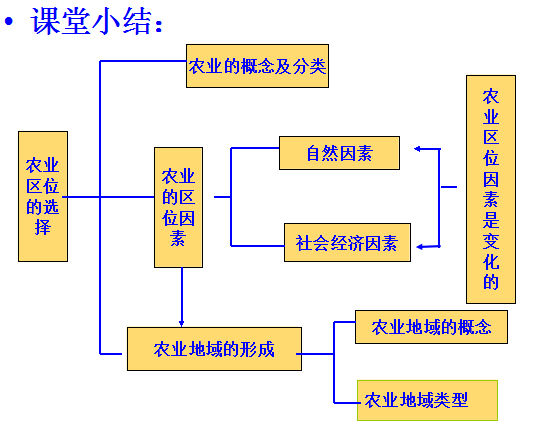 • 课堂小结：
农业的概念及分类
农业
区位
的选
择
农业
的区
位因
素
自然因素
社会经济因素
农
业
区
位
因
素
是
变
化
的
农业地域的形成
农业地域的概念
农业地域类型